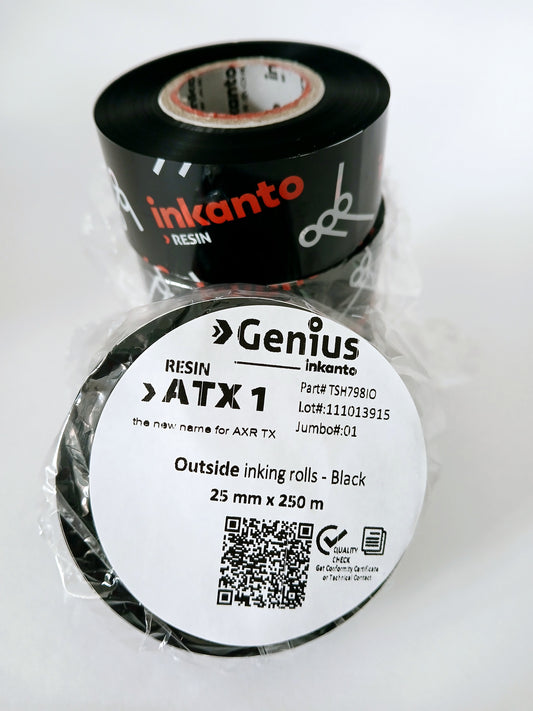 inkanto
inkanto
› RESIN
Genius
inkanto
RESIN
›ATX 1
the new name for AXR TX
Part# TSH798IO
Lot#:111013915
Jumbo#:01
Outside inking rolls - Black
25 mm x 250 m
QUALITY
CHECK
Get Conformity Certificate
or Technical Contact